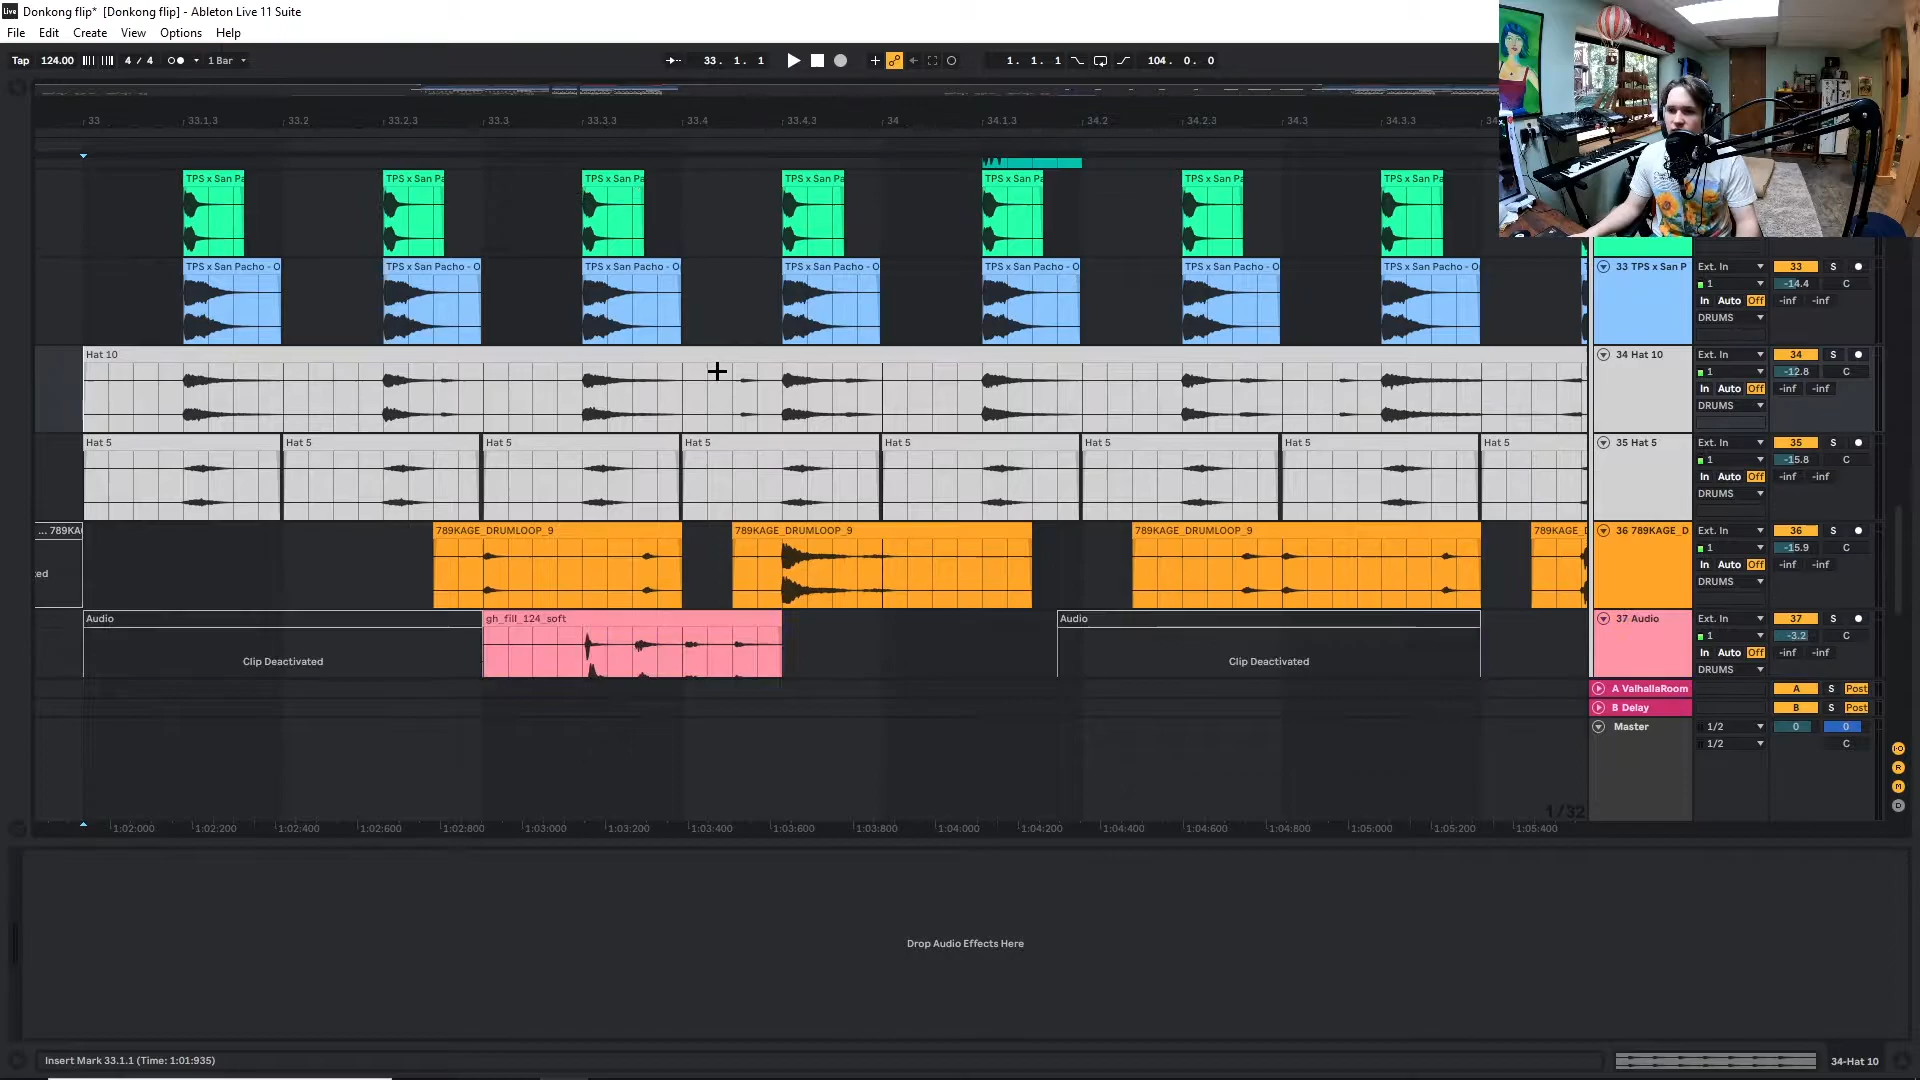 Live Donkong flip* [Donkong flip] - Ableton Live 11 Suite
File Edit Create View Options Help
Tap 124.00 4 / 4 1 Bar 33. 1. 1 1. 1. 1 104. 0. 0
33 33.1.3 33.2 33.2.3 33.3 33.3.3 33.4 33.4.3 34 34.1.3 34.2 34.2.3 34.3 34.3.3
TPS x San Pa TPS x San Pa TPS x San Pa TPS x San Pa TPS x San Pa TPS x San Pa TPS x San Pa
TPS x San Pacho - O TPS x San Pacho - O TPS x San Pacho - O TPS x San Pacho - O TPS x San Pacho - O TPS x San Pacho - O TPS x San Pacho - O 33 TPS x San P Ext. In 33 S
1 -14.4 C
In Auto Off -inf -inf
DRUMS
Hat 10 34 Hat 10 Ext. In 34 S
1 -12.8 C
In Auto Off -inf -inf
DRUMS
Hat 5 Hat 5 Hat 5 Hat 5 Hat 5 Hat 5 Hat 5 Hat 5 35 Hat 5 Ext. In 35 S
1 -15.8 C
In Auto Off -inf -inf
DRUMS
... 789KA 789KAGE_DRUMLOOP_9 789KAGE_DRUMLOOP_9 789KAGE_DRUMLOOP_9 789KAGE_D 36 789KAGE_D Ext. In 36 S
1 -15.9 C
ed In Auto Off -inf -inf
DRUMS
Audio gh_fill_124_soft Audio 37 Audio Ext. In 37 S
1 -3.2 C
Clip Deactivated Clip Deactivated In Auto Off -inf -inf
DRUMS
A ValhallaRoom A S Post
B Delay B S Post
Master 1/2 0 0
1/2 C
1/32
1:02:000 1:02:200 1:02:400 1:02:600 1:02:800 1:03:000 1:03:200 1:03:400 1:03:600 1:03:800 1:04:000 1:04:200 1:04:400 1:04:600 1:04:800 1:05:000 1:05:200 1:05:400
Drop Audio Effects Here
Insert Mark 33.1.1 (Time: 1:01:935) 34-Hat 10